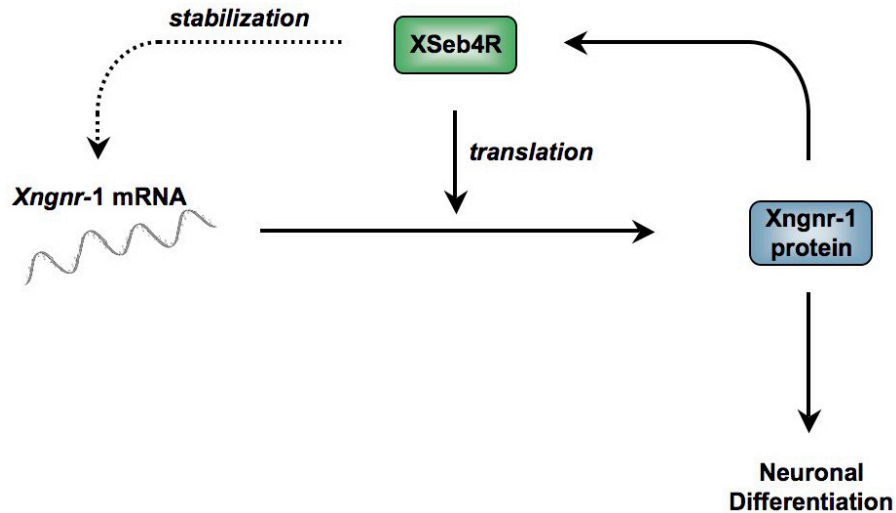 stabilization
XSeb4R
translation
Xngnr-1 mRNA
Xngnr-1
protein
Neuronal
Differentiation